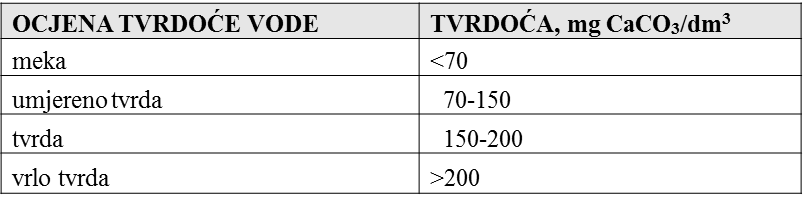 OCJENA TVRDOĆE VODE TVRDOĆA, mg CaCO₃/dm³
meka <70
umjereno tvrda 70-150
tvrda 150-200
vrlo tvrda >200